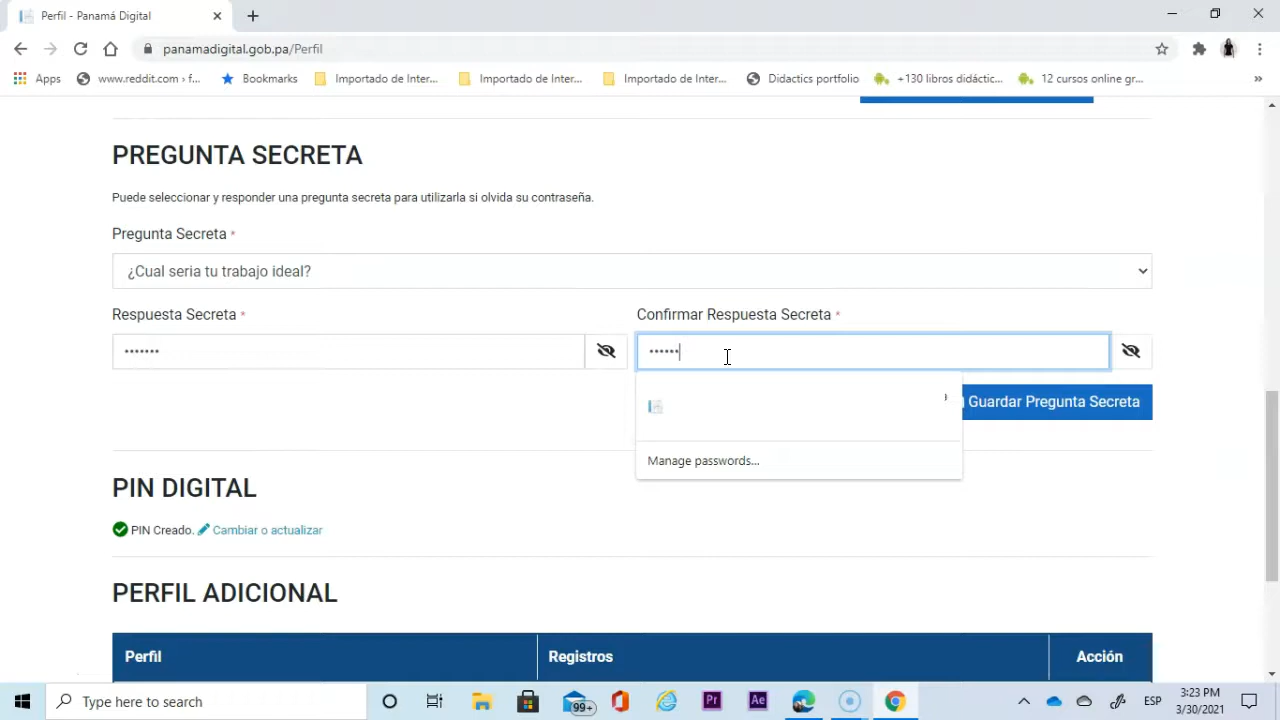 Perfil - Panamá Digital
panamadigital.gob.pa/Perfil
Apps www.reddit.com › f... Bookmarks Importado de Inter... Importado de Inter... Importado de Inter... Didactics portfolio +130 libros didáctic... 12 cursos online gr... »
PREGUNTA SECRETA
Puede seleccionar y responder una pregunta secreta para utilizarla si olvida su contraseña.
Pregunta Secreta *
¿Cual seria tu trabajo ideal?
Respuesta Secreta * Confirmar Respuesta Secreta *
••••••• ••••••
Guardar Pregunta Secreta
Manage passwords...
PIN DIGITAL
PIN Creado. Cambiar o actualizar
PERFIL ADICIONAL
Perfil Registros Acción
Type here to search 99+ Pr Ae ESP 3:23 PM
3/30/2021